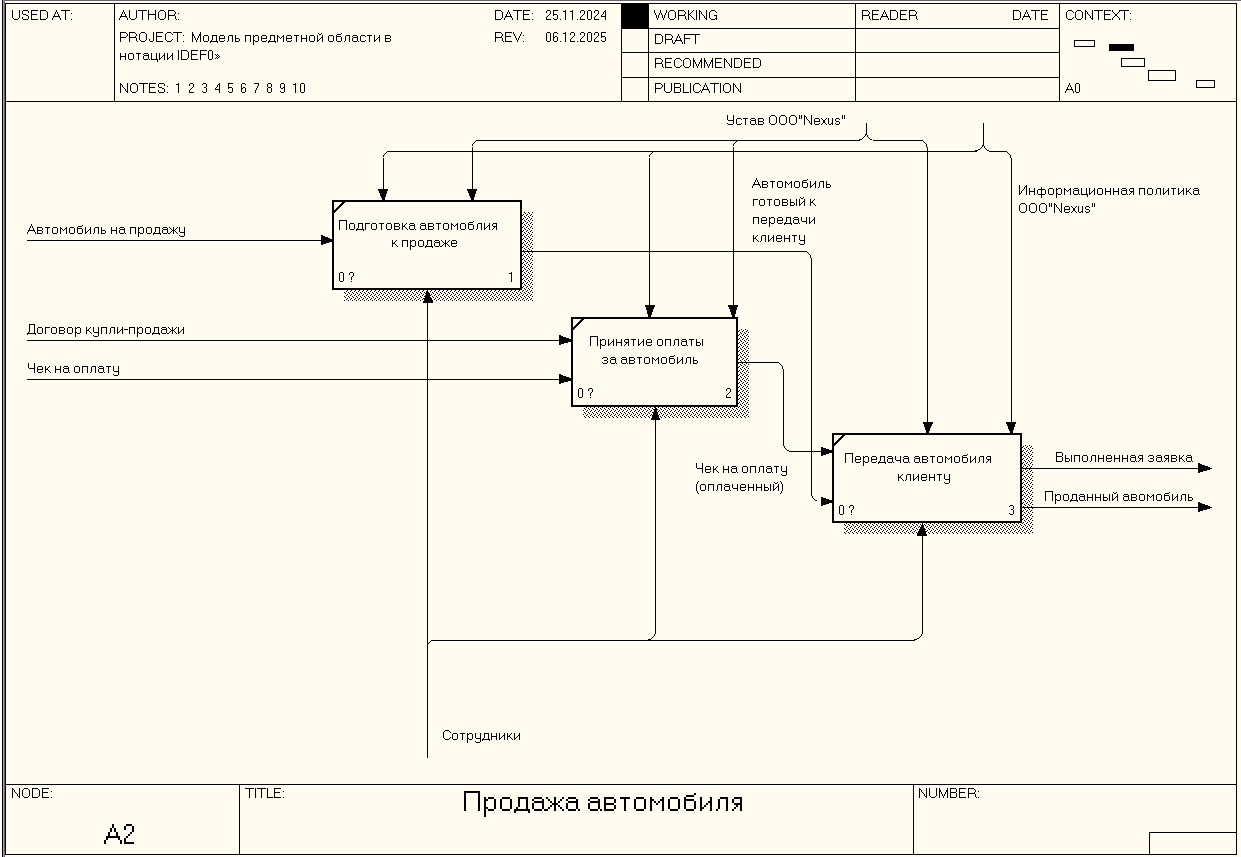 USED AT:
AUTHOR:
DATE: 25.11.2024
PROJECT: Модель предметной области в
нотации IDEF0»
REV: 06.12.2025
NOTES: 1 2 3 4 5 6 7 8 9 10
WORKING
DRAFT
RECOMMENDED
PUBLICATION
READER
DATE
CONTEXT:
A0
Устав ООО"Nexus"
Автомобиль
готовый к
передачи
клиенту
Информационная политика
ООО"Nexus"
Автомобиль на продажу
Подготовка автомоблия
к продаже
0 ?
1
Договор купли-продажи
Чек на оплату
Принятие оплаты
за автомобиль
0 ?
2
Чек на оплату
(оплаченный)
Передача автомобиля
клиенту
0 ?
3
Выполненная заявка
Проданный авомобиль
Сотрудники
NODE:
A2
TITLE:
Продажа автомобиля
NUMBER: